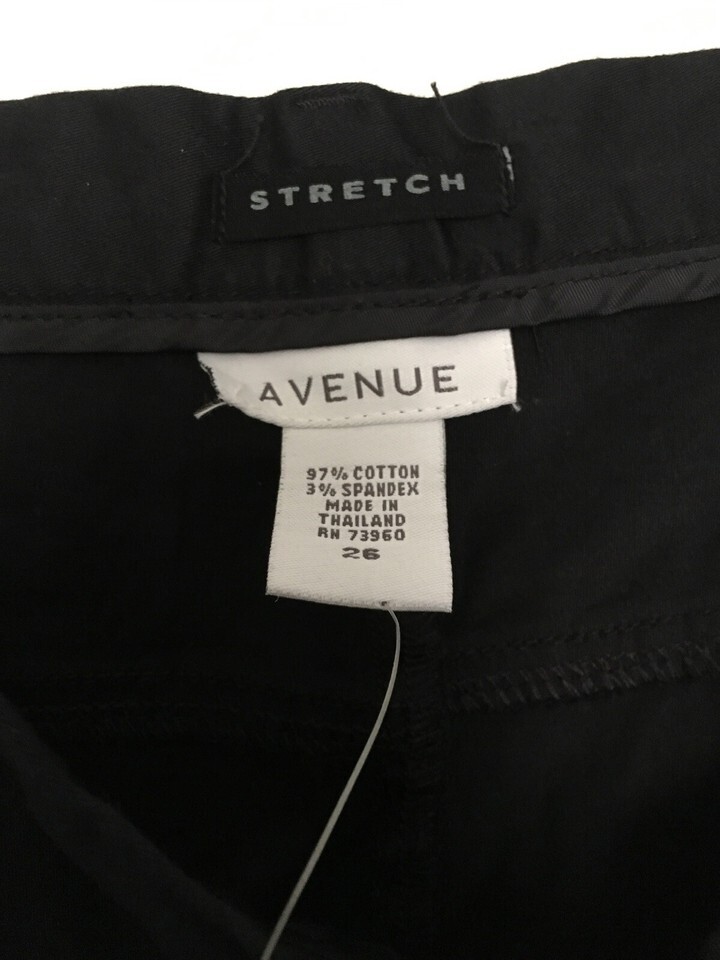 STRETCH
AVENUE
97% COTTON
3% SPANDEX
MADE IN
THAILAND
RN 73960
26